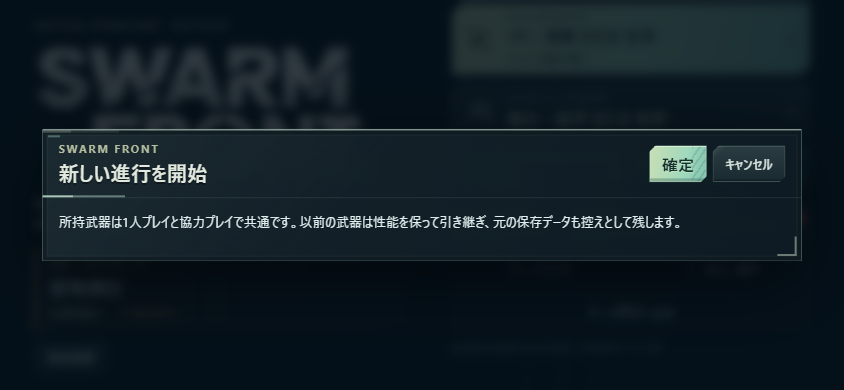 SWARM
FRONT
SWARM FRONT
新しい進行を開始
確定
キャンセル
所持武器は1人プレイと協力プレイで共通です。以前の武器は性能を保って引き継ぎ、元の保存データも控えとして残します。